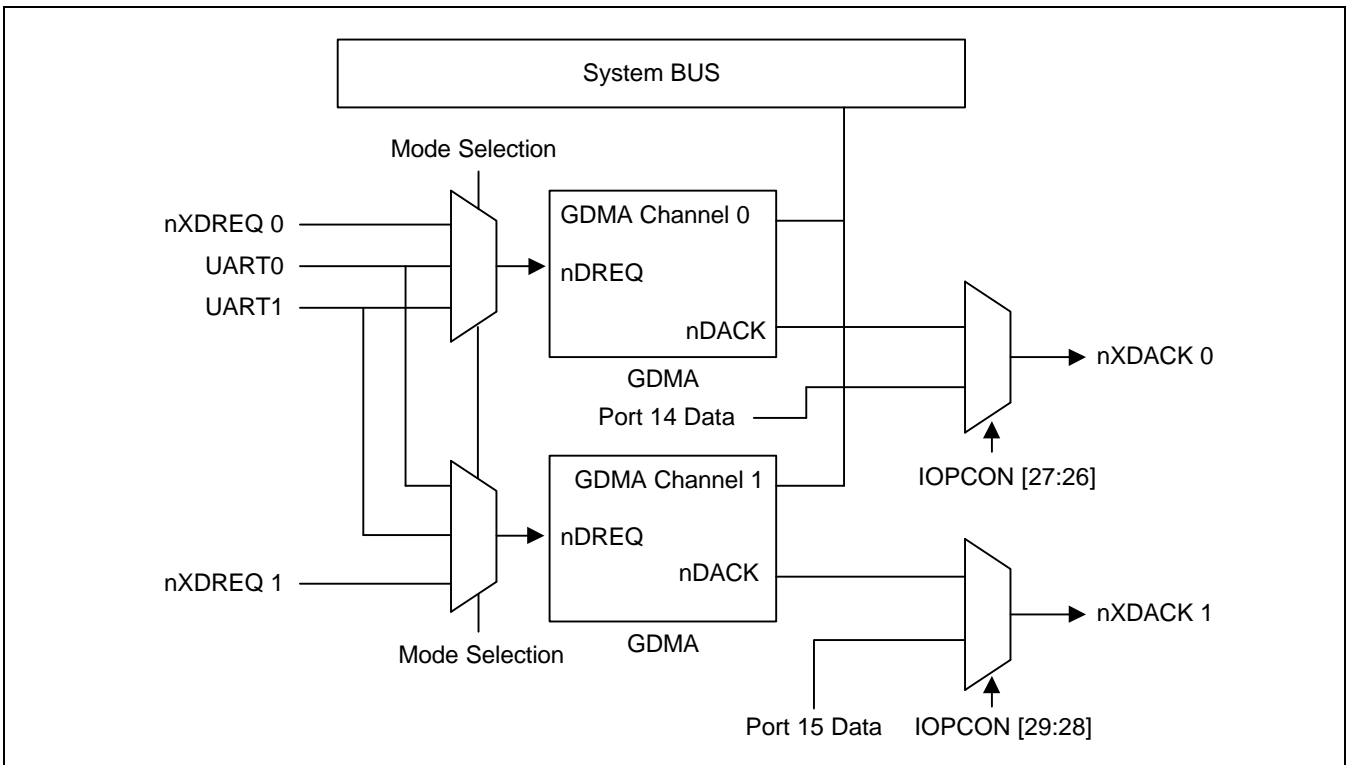 System BUS
Mode Selection
nXDREQ 0
UART0
UART1
GDMA Channel 0
nDREQ
nDACK
GDMA
Port 14 Data
nXDACK 0
IOPCON [27:26]
GDMA Channel 1
nDREQ
nDACK
GDMA
nXDREQ 1
Mode Selection
nXDACK 1
Port 15 Data
IOPCON [29:28]